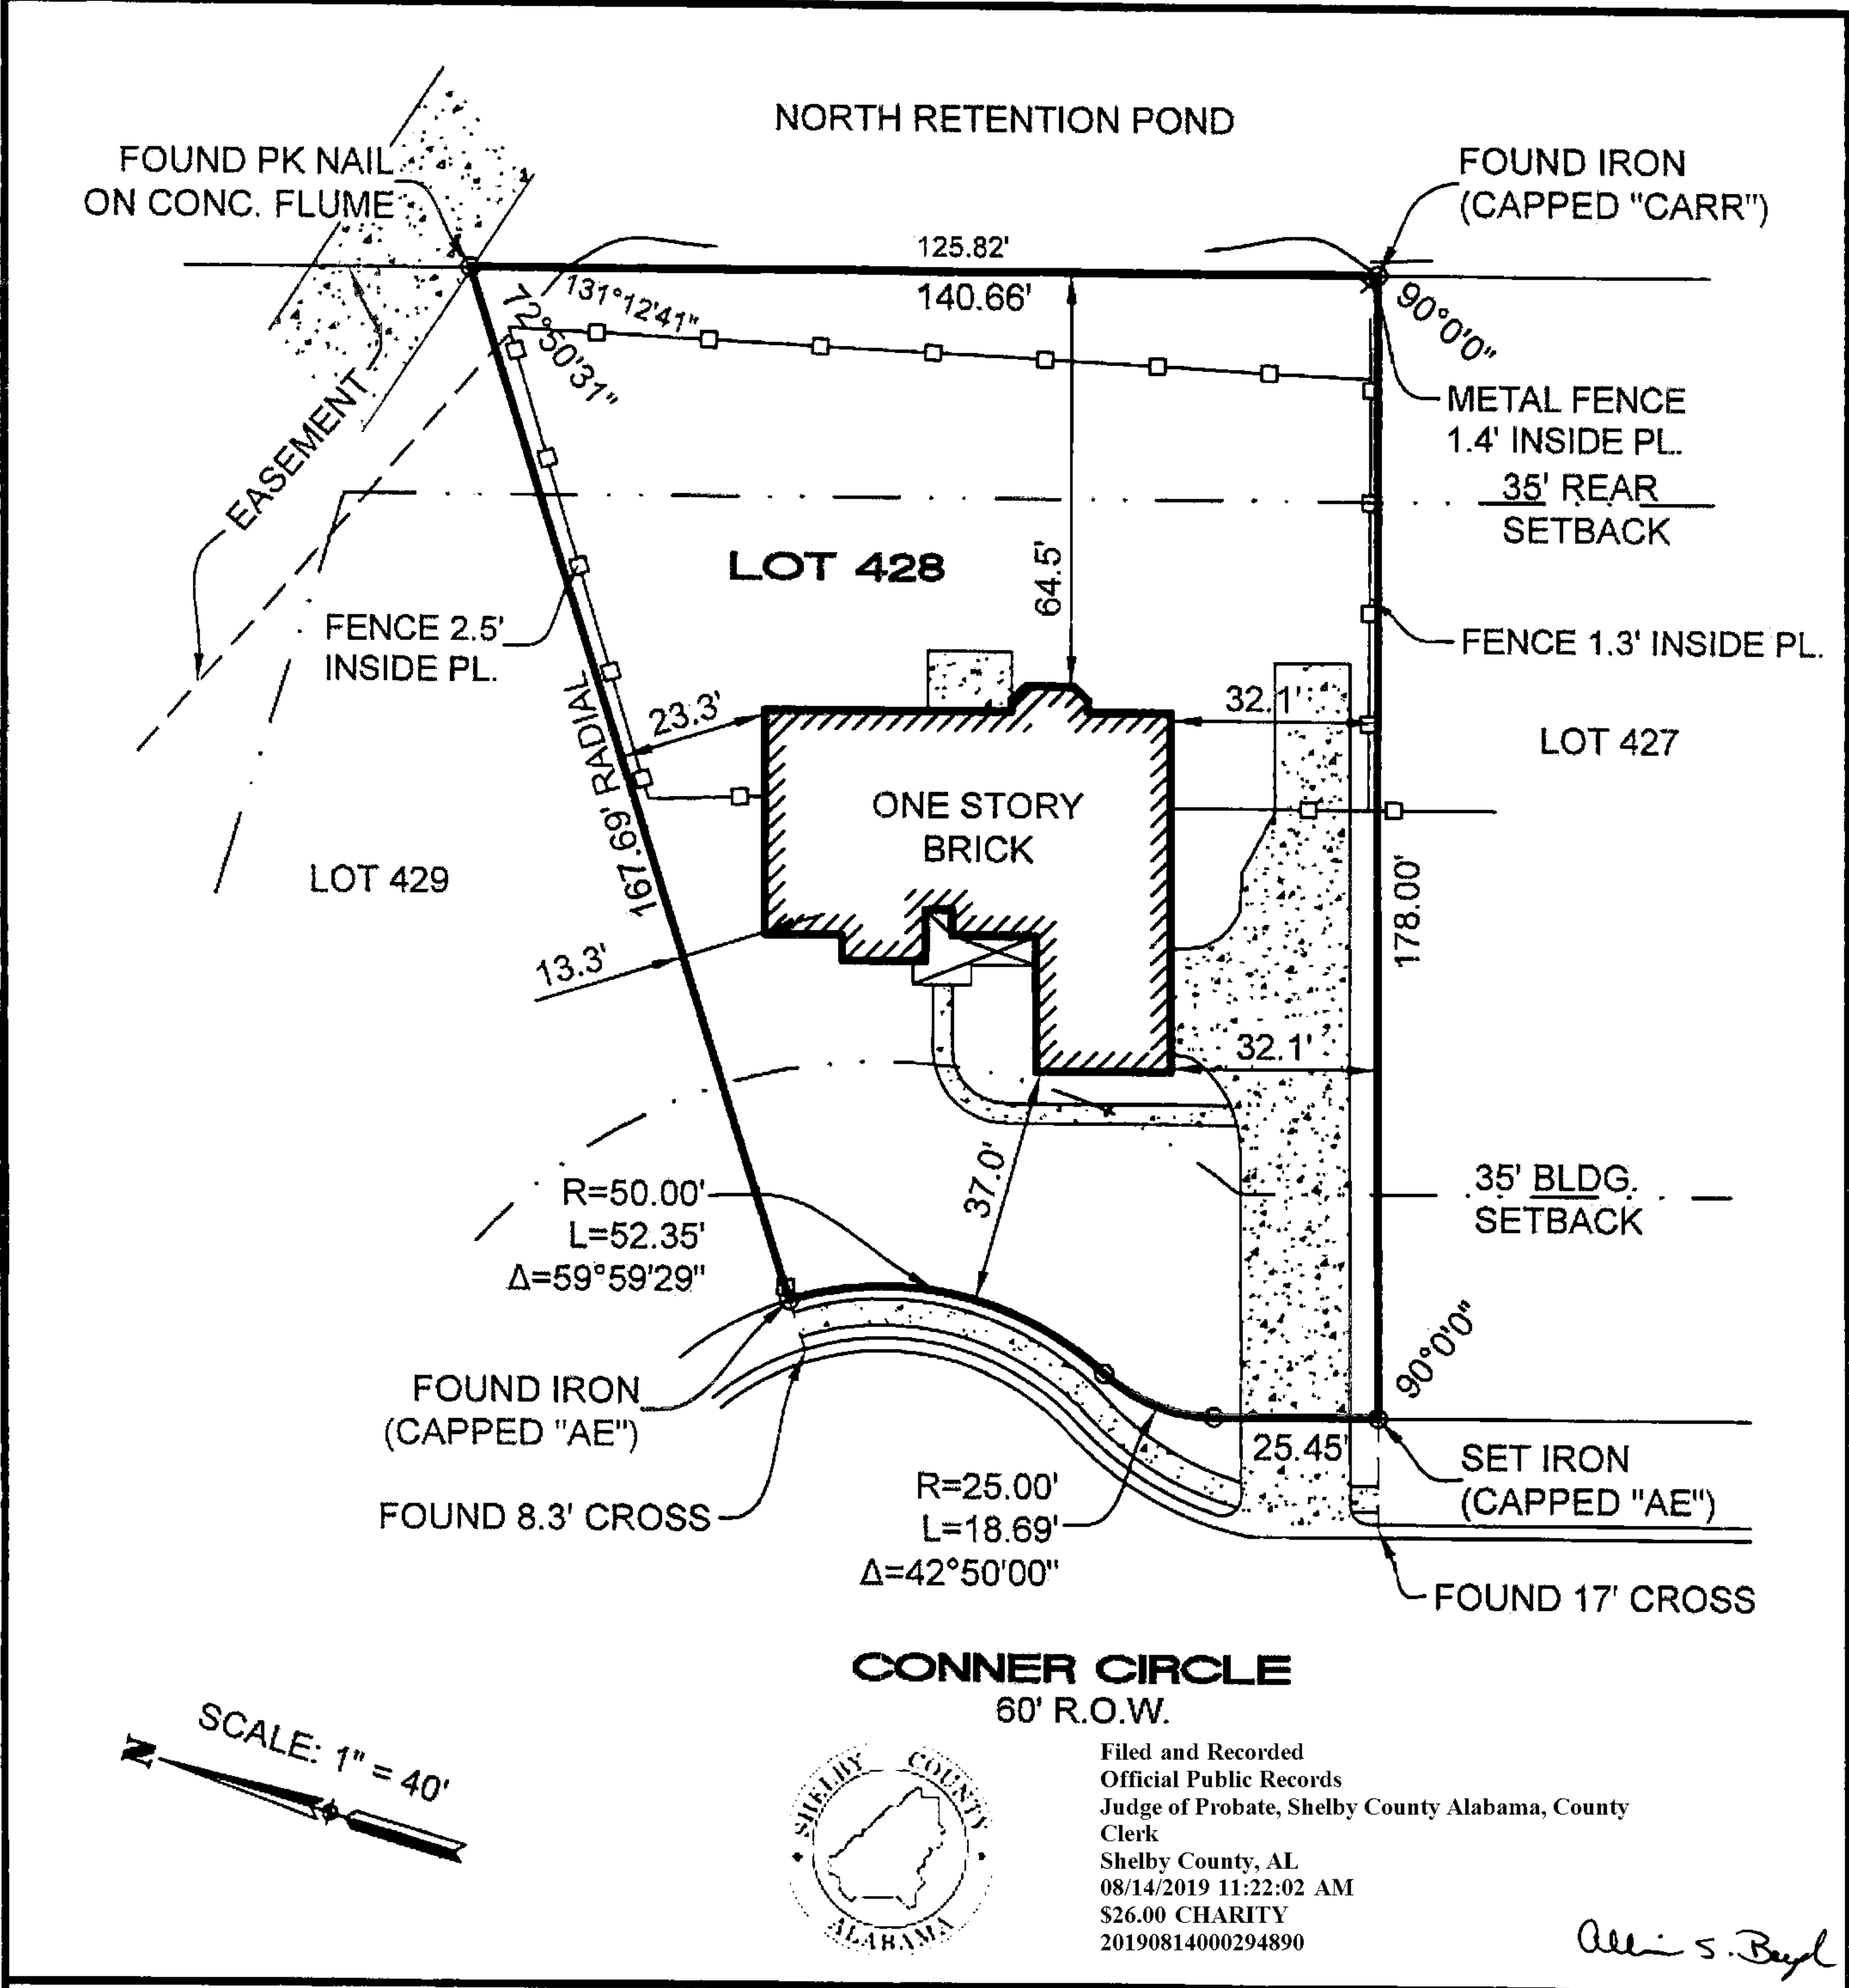 NORTH RETENTION POND
FOUND PK NAIL
ON CONC. FLUME
FOUND IRON
(CAPPED "CARR")
125.82'
140.66'
131°12'41"
72°50'31"
90°0'0"
METAL FENCE
1.4' INSIDE PL.
35' REAR
SETBACK
EASEMENT
LOT 428
64.5'
FENCE 2.5'
INSIDE PL.
FENCE 1.3' INSIDE PL.
23.3'
32.1'
LOT 427
167.69' RADIAL
ONE STORY
BRICK
LOT 429
178.00'
13.3'
32.1'
37.0'
R=50.00'
L=52.35'
Δ=59°59'29"
35' BLDG.
SETBACK
90°0'0"
FOUND IRON
(CAPPED "AE")
25.45'
SET IRON
(CAPPED "AE")
FOUND 8.3' CROSS
R=25.00'
L=18.69'
Δ=42°50'00"
FOUND 17' CROSS
CONNER CIRCLE
60' R.O.W.
SCALE: 1" = 40'
N
SHELBY COUNTY
ALABAMA
Filed and Recorded
Official Public Records
Judge of Probate, Shelby County Alabama, County
Clerk
Shelby County, AL
08/14/2019 11:22:02 AM
$26.00 CHARITY
20190814000294890
Allin S. Boyd